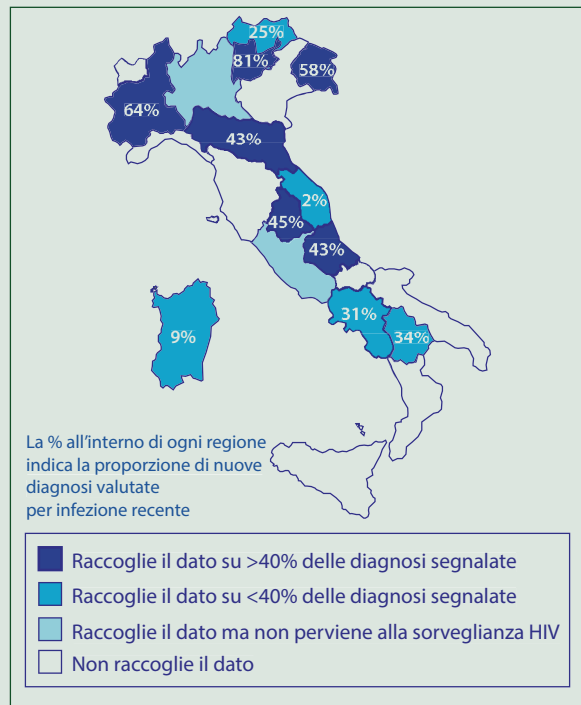 25%
81%
58%
64%
43%
2%
45%
43%
31%
34%
9%
La % all'interno di ogni regione
indica la proporzione di nuove
diagnosi valutate
per infezione recente
Raccoglie il dato su >40% delle diagnosi segnalate
Raccoglie il dato su <40% delle diagnosi segnalate
Raccoglie il dato ma non perviene alla sorveglianza HIV
Non raccoglie il dato